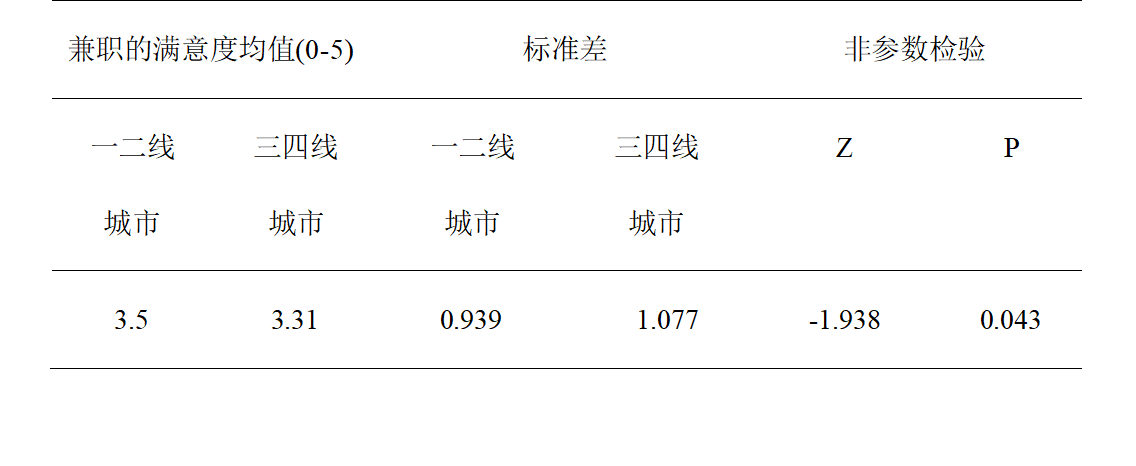 兼职的满意度均值(0-5) 标准差 非参数检验
一二线 三四线 一二线 三四线 Z P
城市 城市 城市 城市
3.5 3.31 0.939 1.077 -1.938 0.043